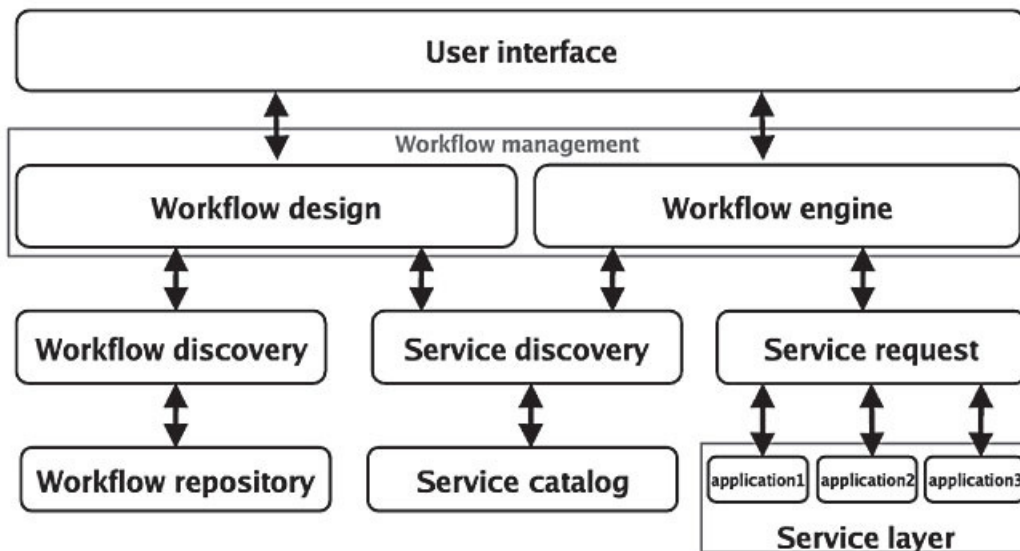 User interface
Workflow management
Workflow design
Workflow engine
Workflow discovery
Service discovery
Service request
Workflow repository
Service catalog
application1
application2
application3
Service layer